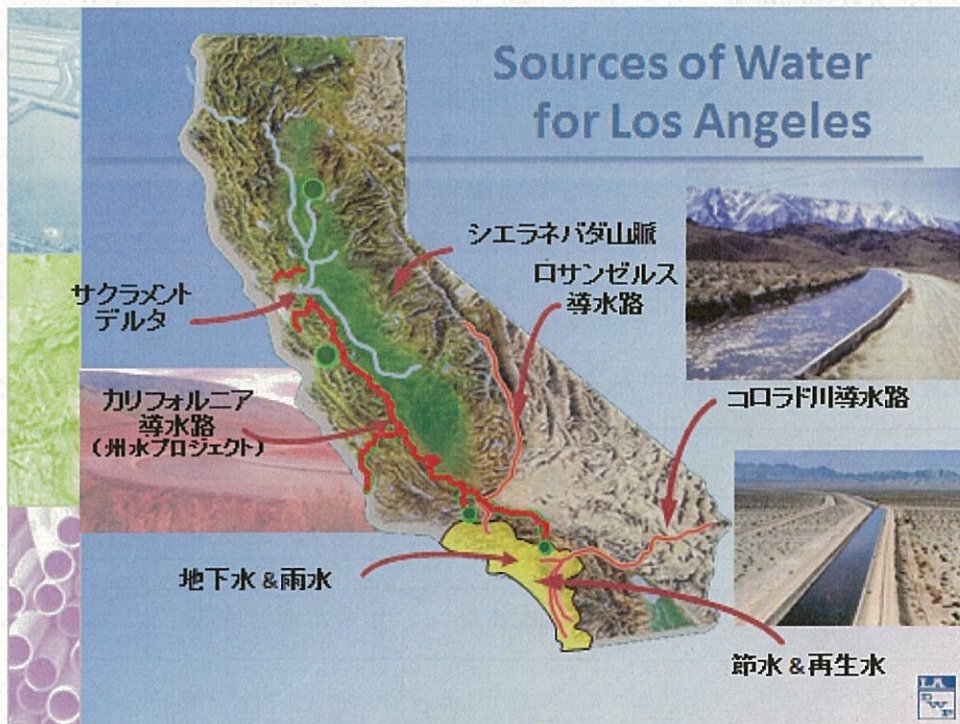 Sources of Water
for Los Angeles
シエラネバダ山脈
ロサンゼルス
導水路
サクラメント
デルタ
カリフォルニア
導水路
(州水プロジェクト)
コロラド川導水路
地下水&雨水
節水&再生水
LA
DWP